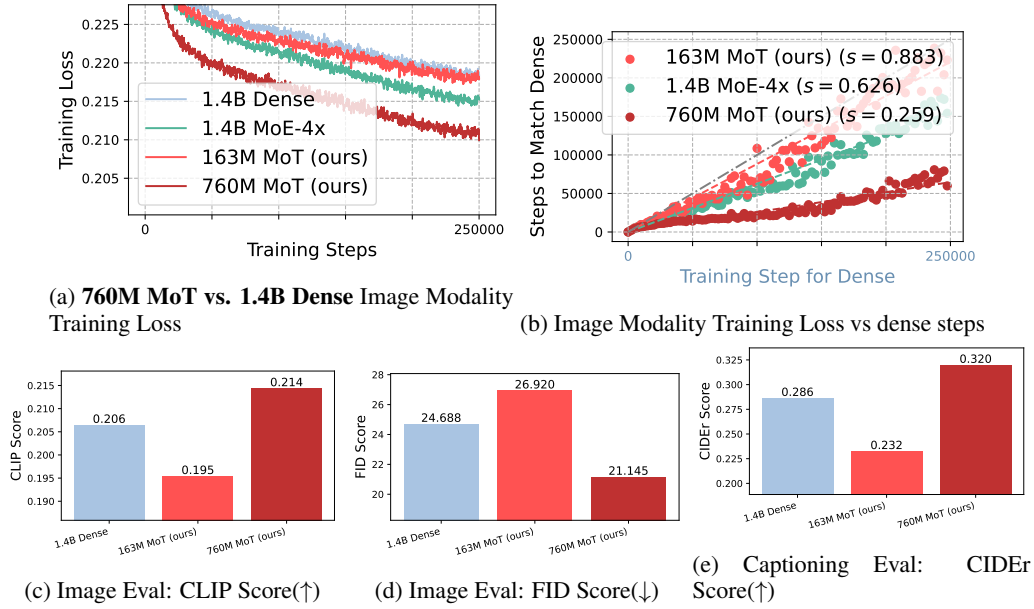 0.225
0.220
0.215
0.210
0.205
Training Loss
1.4B Dense
1.4B MoE-4x
163M MoT (ours)
760M MoT (ours)
0
250000
Training Steps
(a) 760M MoT vs. 1.4B Dense Image Modality
Training Loss
250000
200000
150000
100000
50000
0
Steps to Match Dense
163M MoT (ours) (s = 0.883)
1.4B MoE-4x (s = 0.626)
760M MoT (ours) (s = 0.259)
0
250000
Training Step for Dense
(b) Image Modality Training Loss vs dense steps
0.215
0.210
0.205
0.200
0.195
0.190
CLIP Score
0.206
0.195
0.214
1.4B Dense
163M MoT (ours)
760M MoT (ours)
(c) Image Eval: CLIP Score(↑)
28
26
24
22
20
FID Score
24.688
26.920
21.145
1.4B Dense
163M MoT (ours)
760M MoT (ours)
(d) Image Eval: FID Score(↓)
0.325
0.300
0.275
0.250
0.225
0.200
CIDEr Score
0.286
0.232
0.320
1.4B Dense
163M MoT (ours)
760M MoT (ours)
(e) Captioning Eval: CIDEr
Score(↑)